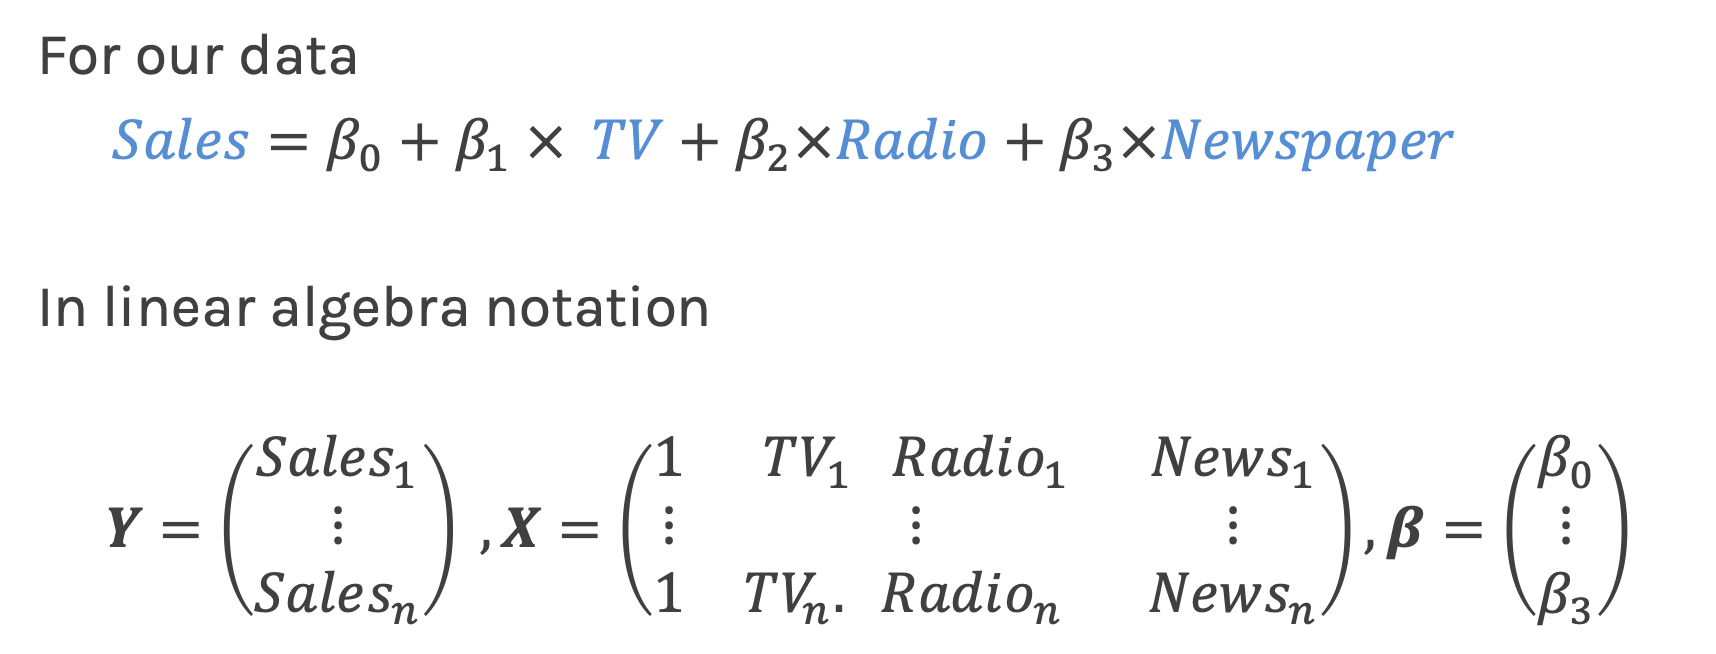 For our data
Sales = β₀ + β₁ × TV + β₂×Radio + β₃×Newspaper
In linear algebra notation
Sales₁ 1 TV₁ Radio₁ News₁ β₀
Y = ( ⋮ ) , X = ( ⋮ ⋮ ⋮ ) , β = ( ⋮ )
Salesₙ 1 TVₙ. Radioₙ Newsₙ β₃